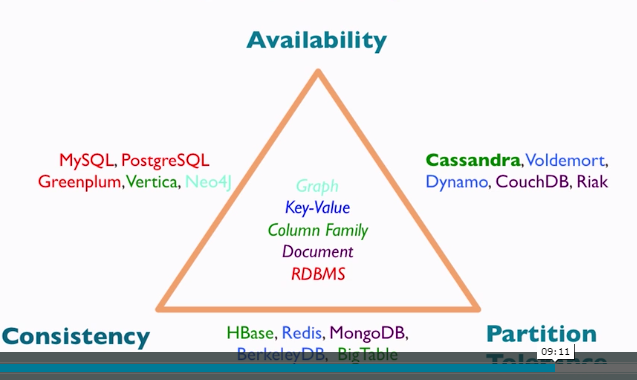 Availability
MySQL, PostgreSQL
Greenplum,Vertica, Neo4J
Cassandra,Voldemort,
Dynamo, CouchDB, Riak
Graph
Key-Value
Column Family
Document
RDBMS
Consistency
HBase, Redis, MongoDB,
BerkeleyDB, BigTable
Partition
Tolerance
09:11